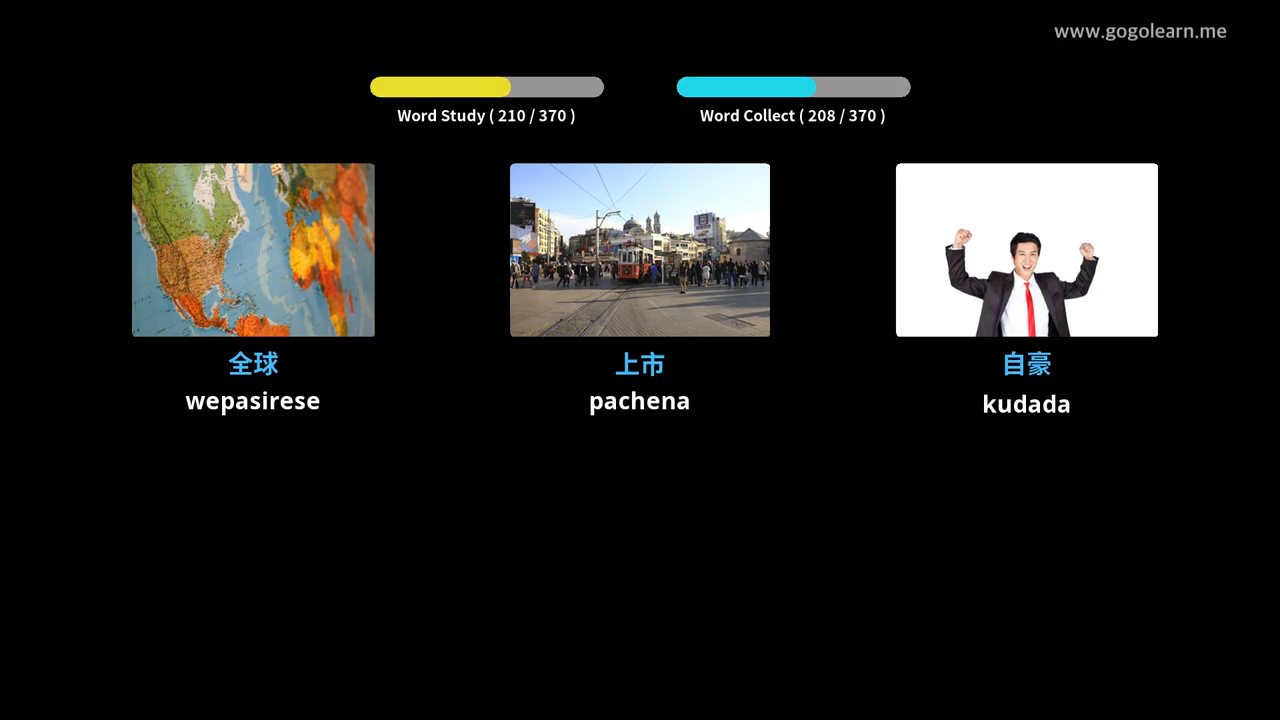 www.gogolearn.me
Word Study ( 210 / 370 )
Word Collect ( 208 / 370 )
全球
上市
自豪
wepasirese
pachena
kudada